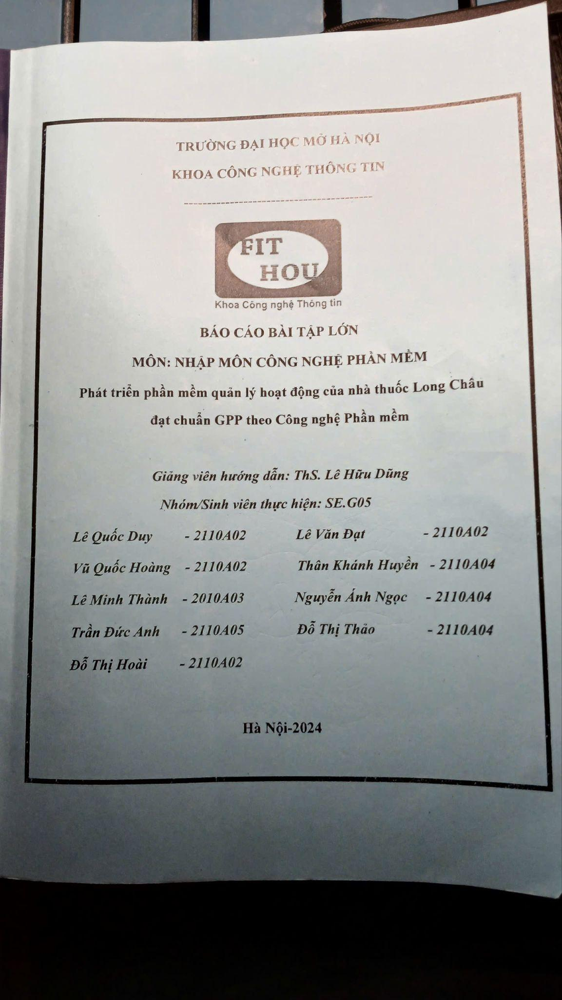 TRƯỜNG ĐẠI HỌC MỞ HÀ NỘI
KHOA CÔNG NGHỆ THÔNG TIN
-----------------------------------------
FIT
HOU
Khoa Công nghệ Thông tin
BÁO CÁO BÀI TẬP LỚN
MÔN: NHẬP MÔN CÔNG NGHỆ PHẦN MỀM
Phát triển phần mềm quản lý hoạt động của nhà thuốc Long Châu
đạt chuẩn GPP theo Công nghệ Phần mềm
Giảng viên hướng dẫn: ThS. Lê Hữu Dũng
Nhóm/Sinh viên thực hiện: SE.G05
Lê Quốc Duy - 2110A02 Lê Văn Đạt - 2110A02
Vũ Quốc Hoàng - 2110A02 Thân Khánh Huyền - 2110A04
Lê Minh Thành - 2010A03 Nguyễn Ánh Ngọc - 2110A04
Trần Đức Anh - 2110A05 Đỗ Thị Thảo - 2110A04
Đỗ Thị Hoài - 2110A02
Hà Nội-2024